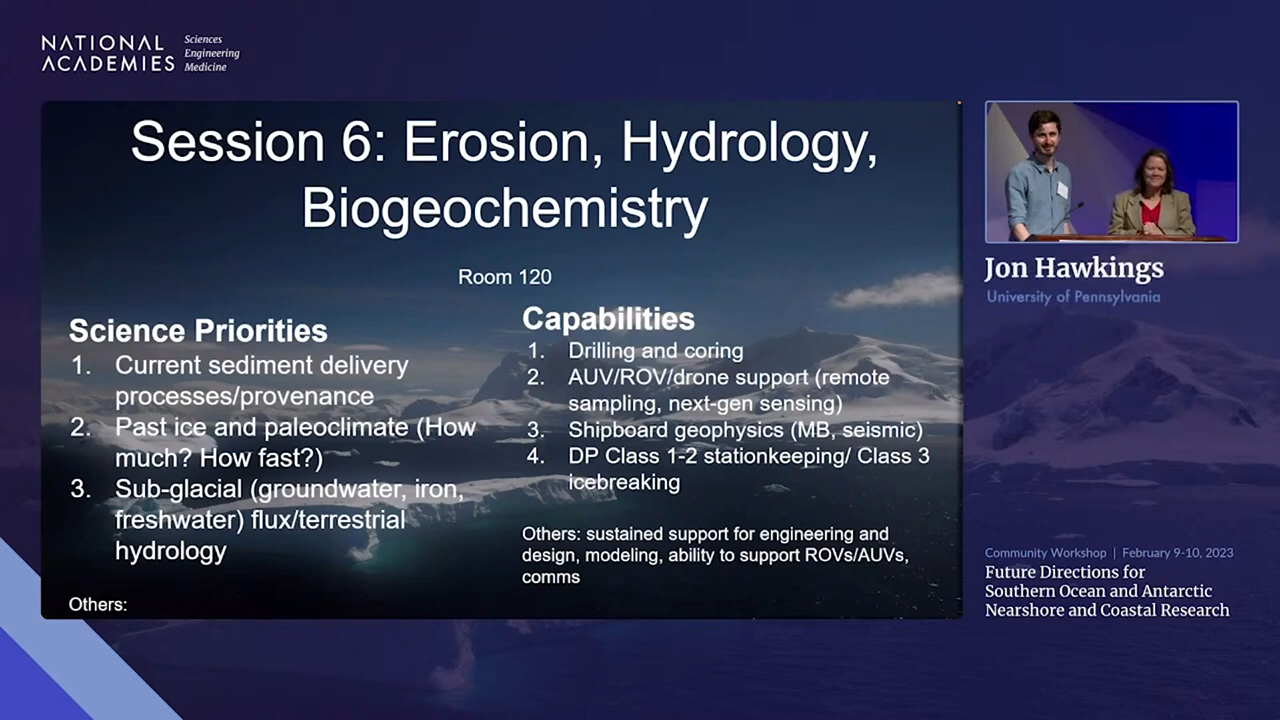 NATIONAL
ACADEMIES
Sciences
Engineering
Medicine
Session 6: Erosion, Hydrology,
Biogeochemistry
Room 120
Science Priorities
1. Current sediment delivery
processes/provenance
2. Past ice and paleoclimate (How
much? How fast?)
3. Sub-glacial (groundwater, iron,
freshwater) flux/terrestrial
hydrology
Others:
Capabilities
1. Drilling and coring
2. AUV/ROV/drone support (remote
sampling, next-gen sensing)
3. Shipboard geophysics (MB, seismic)
4. DP Class 1-2 stationkeeping/ Class 3
icebreaking
Others: sustained support for engineering and
design, modeling, ability to support ROVs/AUVs,
comms
Jon Hawkings
University of Pennsylvania
Community Workshop | February 9-10, 2023
Future Directions for
Southern Ocean and Antarctic
Nearshore and Coastal Research